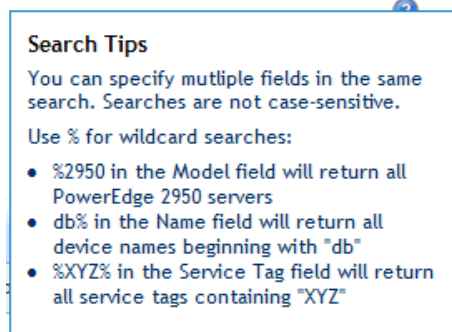 Search Tips
You can specify mutliple fields in the same
search. Searches are not case-sensitive.
Use % for wildcard searches:
• %2950 in the Model field will return all
PowerEdge 2950 servers
• db% in the Name field will return all
device names beginning with "db"
• %XYZ% in the Service Tag field will return
all service tags containing "XYZ"